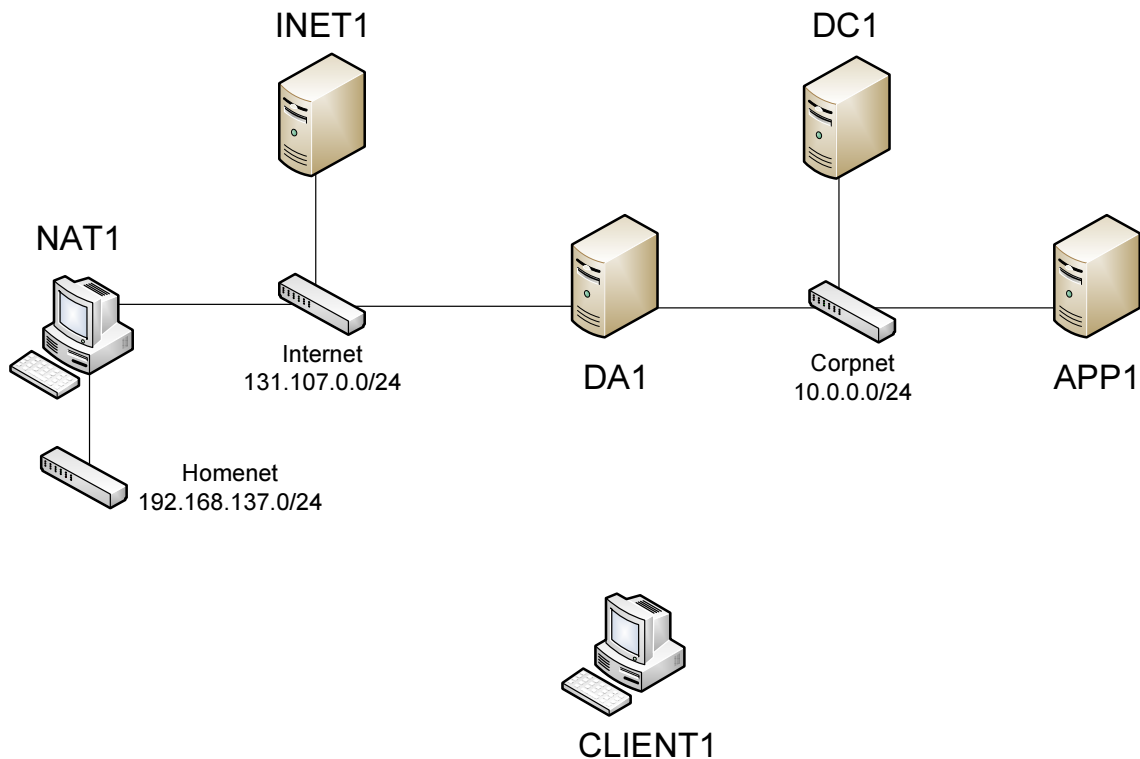 INET1
DC1
NAT1
Internet
131.107.0.0/24
DA1
Corpnet
10.0.0.0/24
APP1
Homenet
192.168.137.0/24
CLIENT1